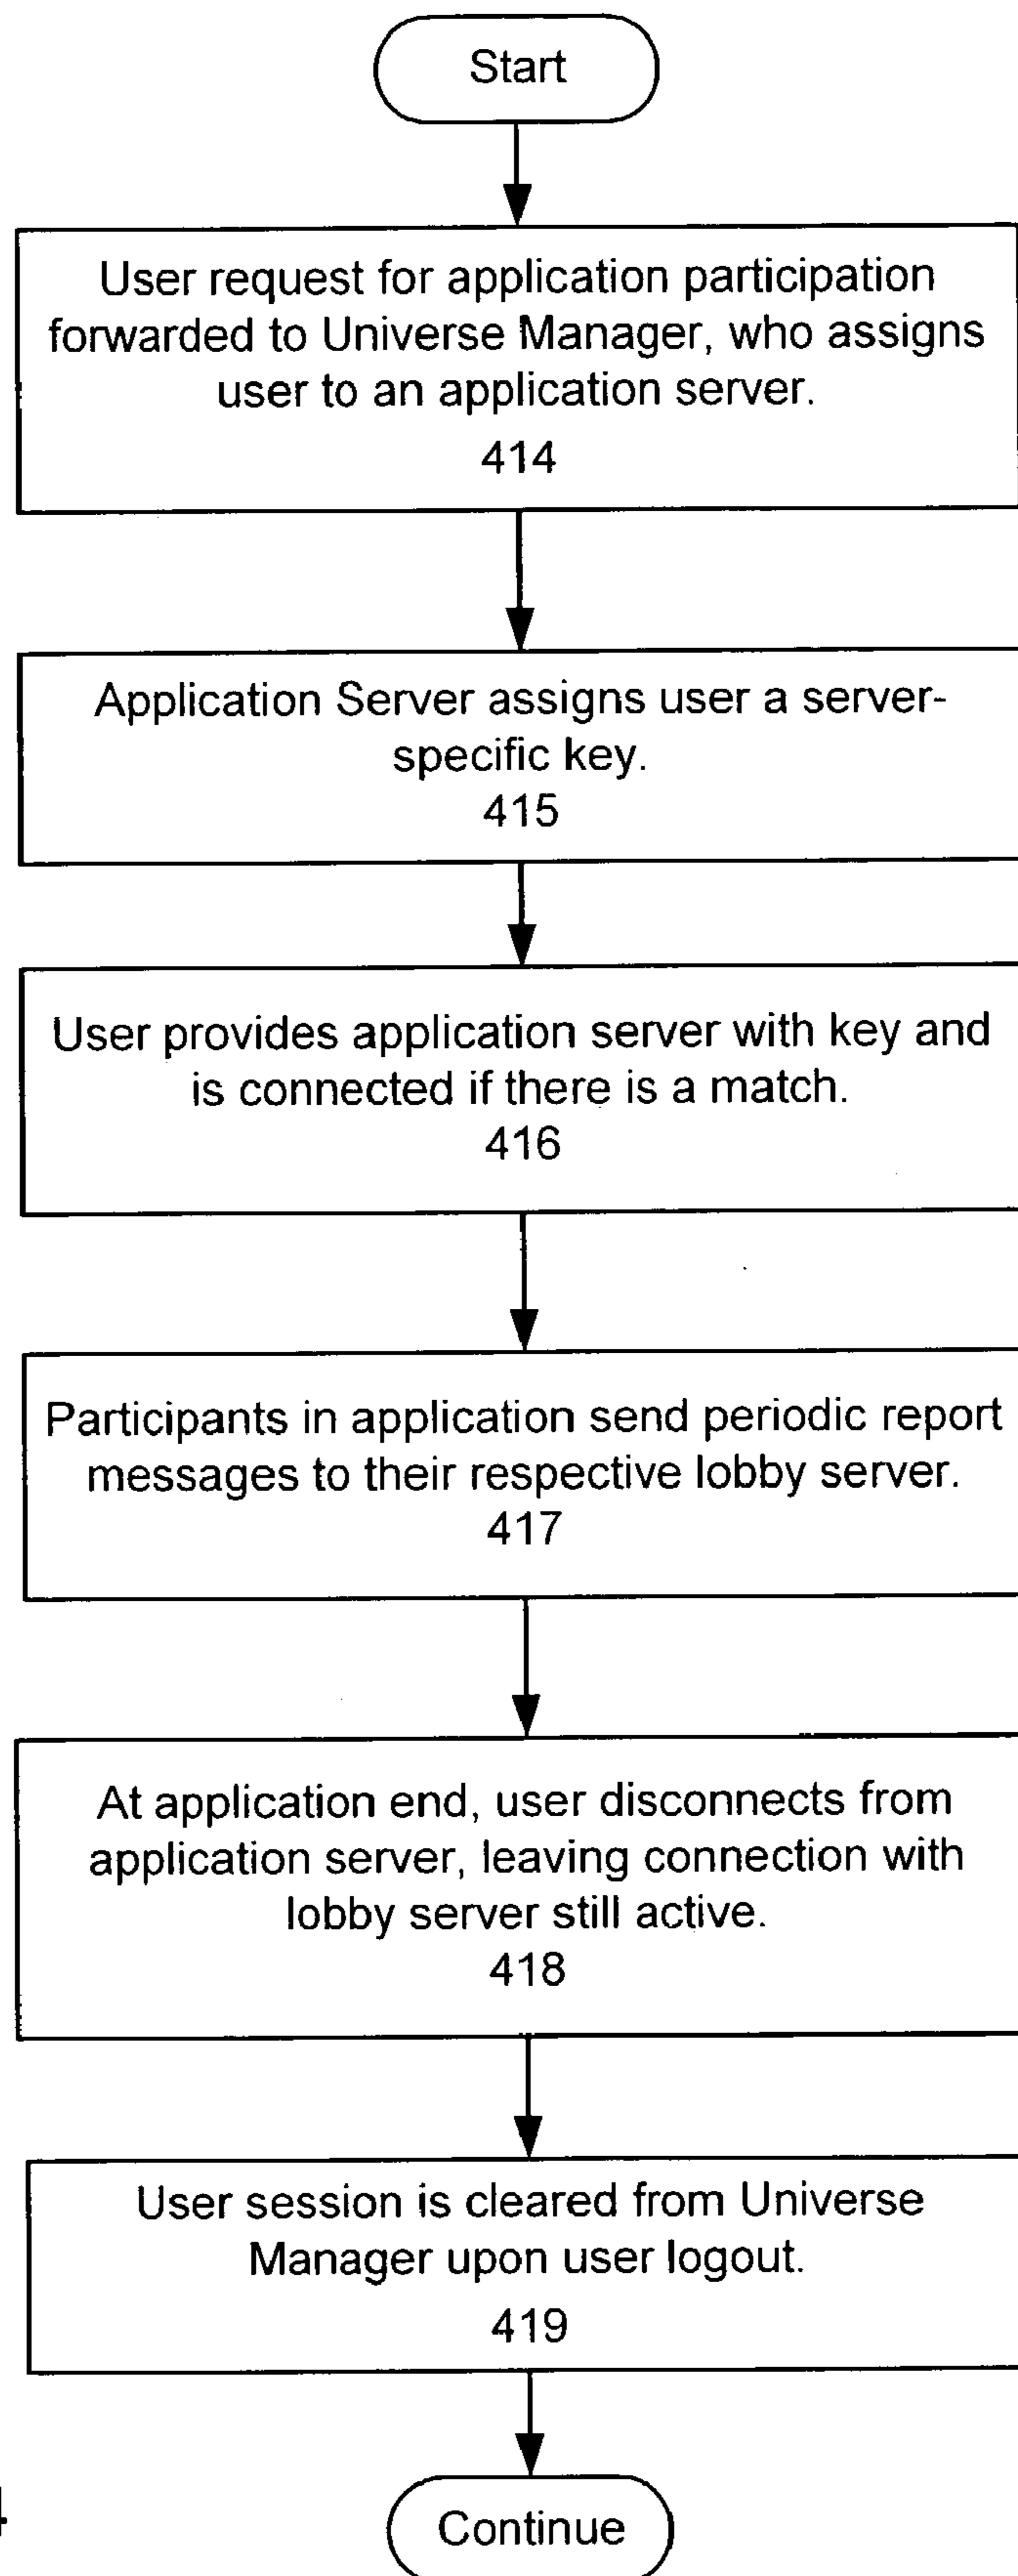 Start
User request for application participation
forwarded to Universe Manager, who assigns
user to an application server.
414
Application Server assigns user a server-
specific key.
415
User provides application server with key and
is connected if there is a match.
416
Participants in application send periodic report
messages to their respective lobby server.
417
At application end, user disconnects from
application server, leaving connection with
lobby server still active.
418
User session is cleared from Universe
Manager upon user logout.
419
Continue